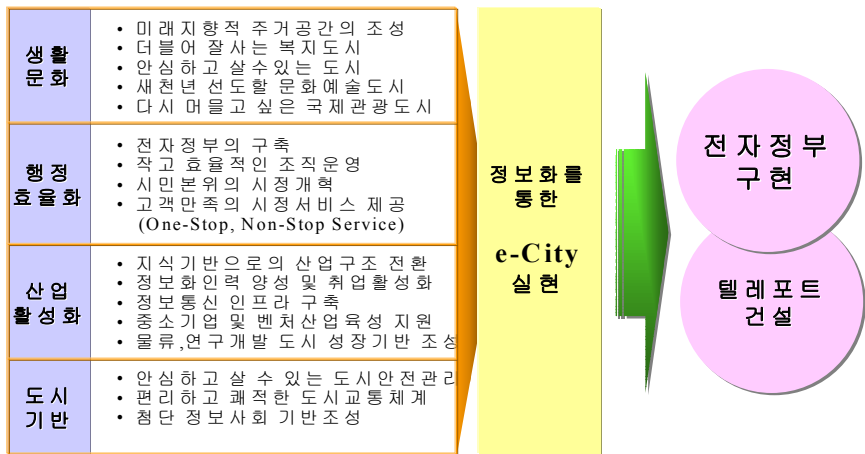 생활
문화
• 미래지향적 주거공간의 조성
• 더불어 잘사는 복지도시
• 안심하고 살수있는 도시
• 새천년 선도할 문화예술도시
• 다시 머물고 싶은 국제관광도시
행정
효율화
• 전자정부의 구축
• 작고 효율적인 조직운영
• 시민본위의 시정개혁
• 고객만족의 시정서비스 제공
(One-Stop, Non-Stop Service)
산업
활성화
• 지식기반으로의 산업구조 전환
• 정보화인력 양성 및 취업활성화
• 정보통신 인프라 구축
• 중소기업 및 벤처산업육성 지원
• 물류,연구개발 도시 성장기반 조성
도시
기반
• 안심하고 살 수 있는 도시안전관리
• 편리하고 쾌적한 도시교통체계
• 첨단 정보사회 기반조성
정보화를
통한
e-City
실현
전자정부
구현
텔레포트
건설